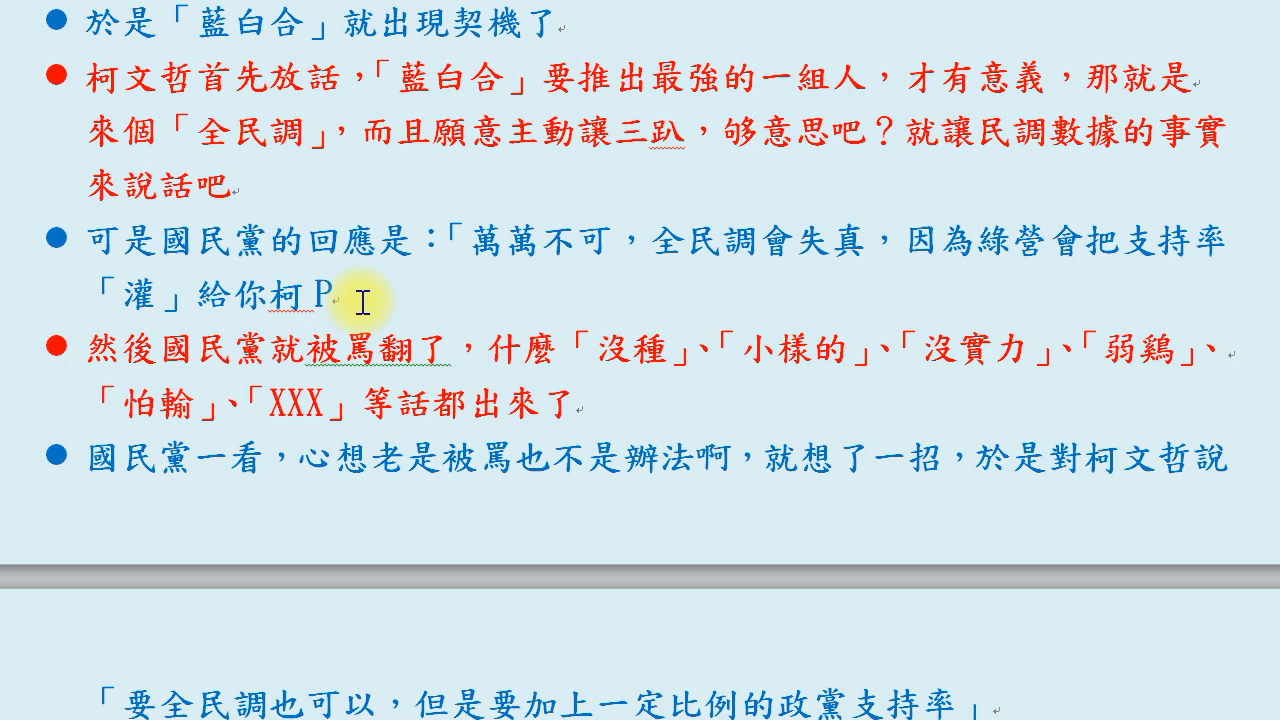 於是「藍白合」就出現契機了
柯文哲首先放話，「藍白合」要推出最強的一組人，才有意義，那就是
來個「全民調」，而且願意主動讓三趴，够意思吧？就讓民調數據的事實
來說話吧
可是國民黨的回應是：「萬萬不可，全民調會失真，因為綠營會把支持率
「灌」給你柯P
然後國民黨就被罵翻了，什麼「沒種」、「小樣的」、「沒實力」、「弱鷄」、
「怕輸」、「XXX」等話都出來了
國民黨一看，心想老是被罵也不是辦法啊，就想了一招，於是對柯文哲說
「要全民調也可以，但是要加上一定比例的政黨支持率」